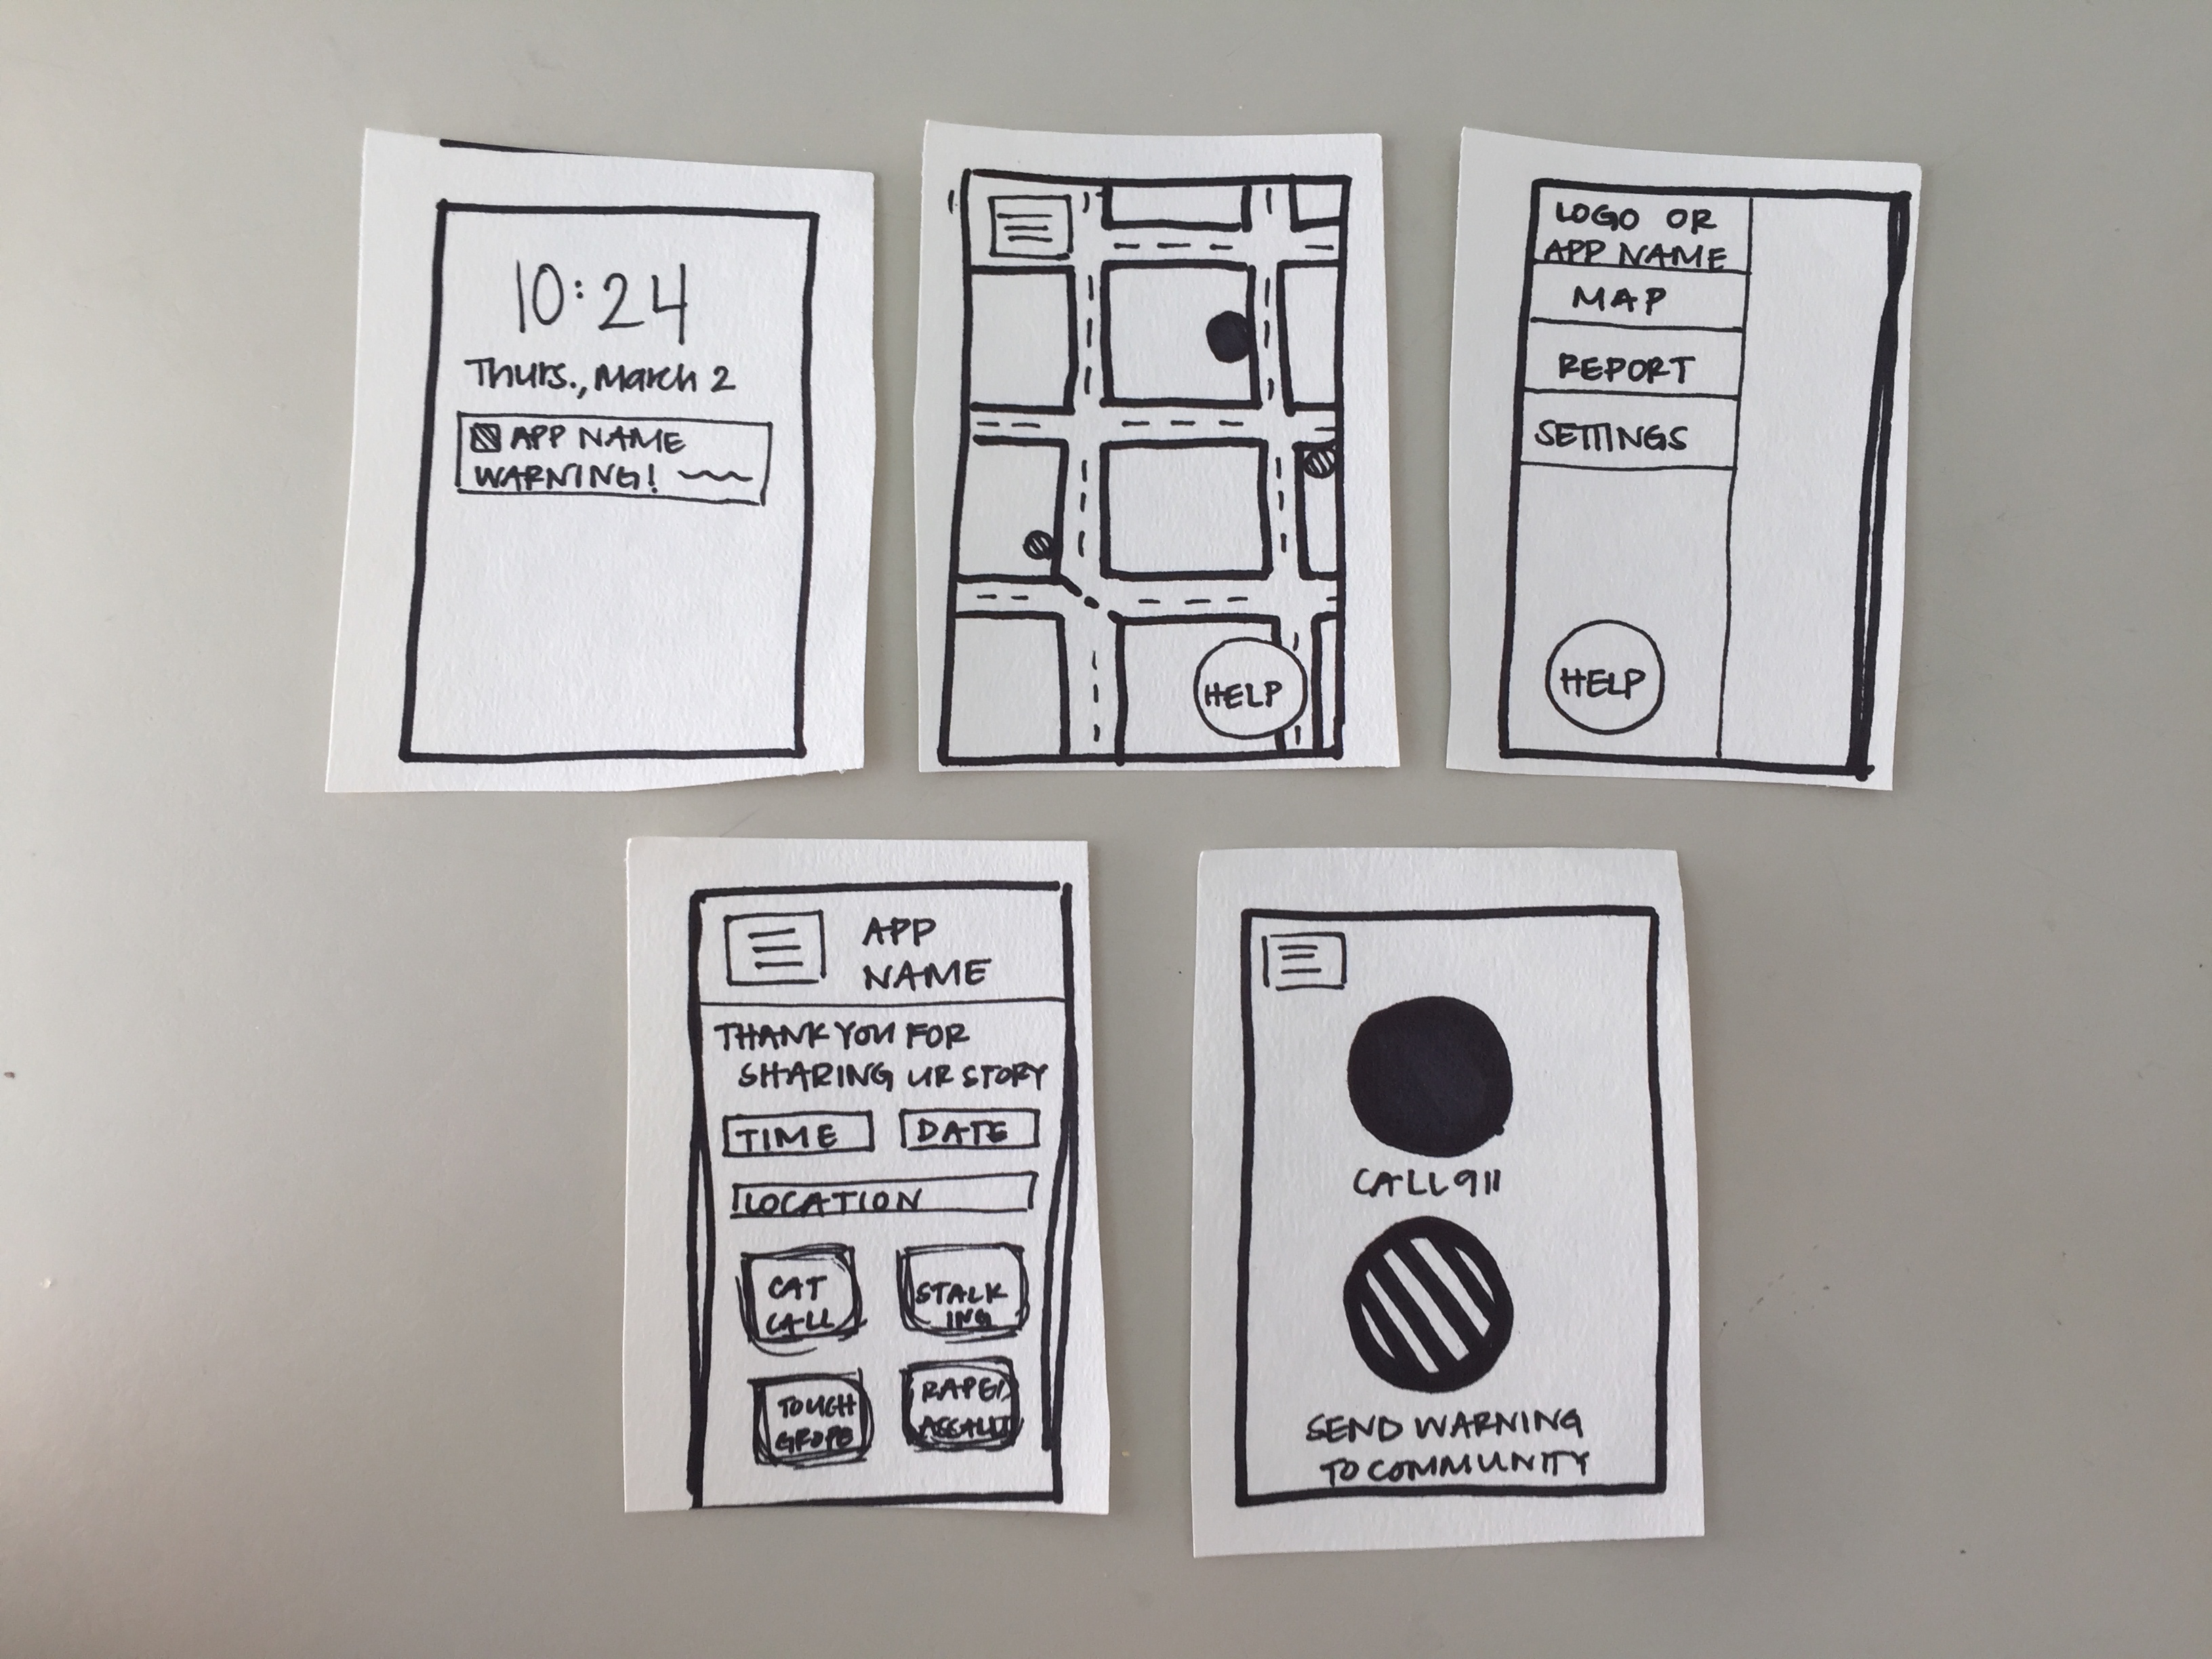 10:24
Thurs., March 2
APP NAME
WARNING!
HELP
LOGO OR
APP NAME
MAP
REPORT
SETTINGS
HELP
APP
NAME
THANK YOU FOR
SHARING UR STORY
TIME
DATE
LOCATION
CAT
CALL
STALK
ING
TOUCH
GROPE
RAPE/
ASSAULT
CALL 911
SEND WARNING
TO COMMUNITY